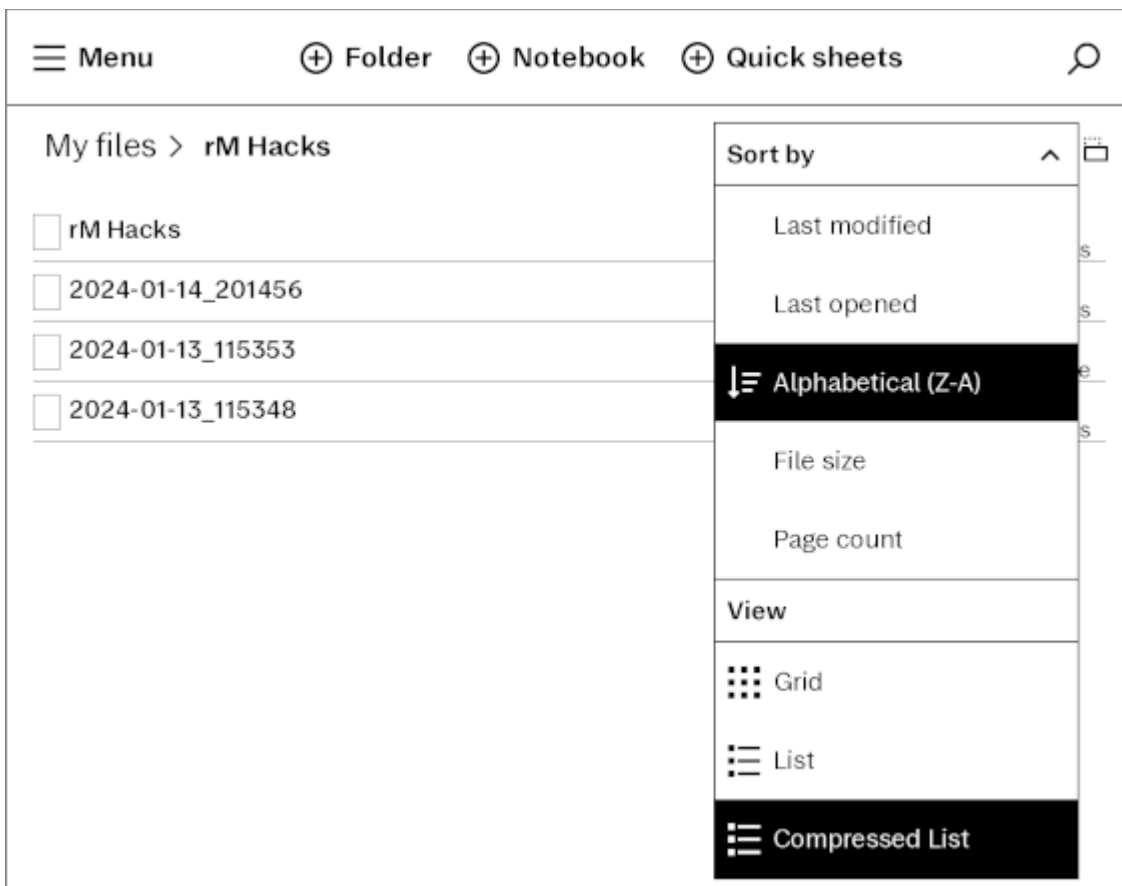 Menu Folder Notebook Quick sheets
My files > rM Hacks
rM Hacks
2024-01-14_201456
2024-01-13_115353
2024-01-13_115348
Sort by
Last modified
Last opened
Alphabetical (Z-A)
File size
Page count
View
Grid
List
Compressed List